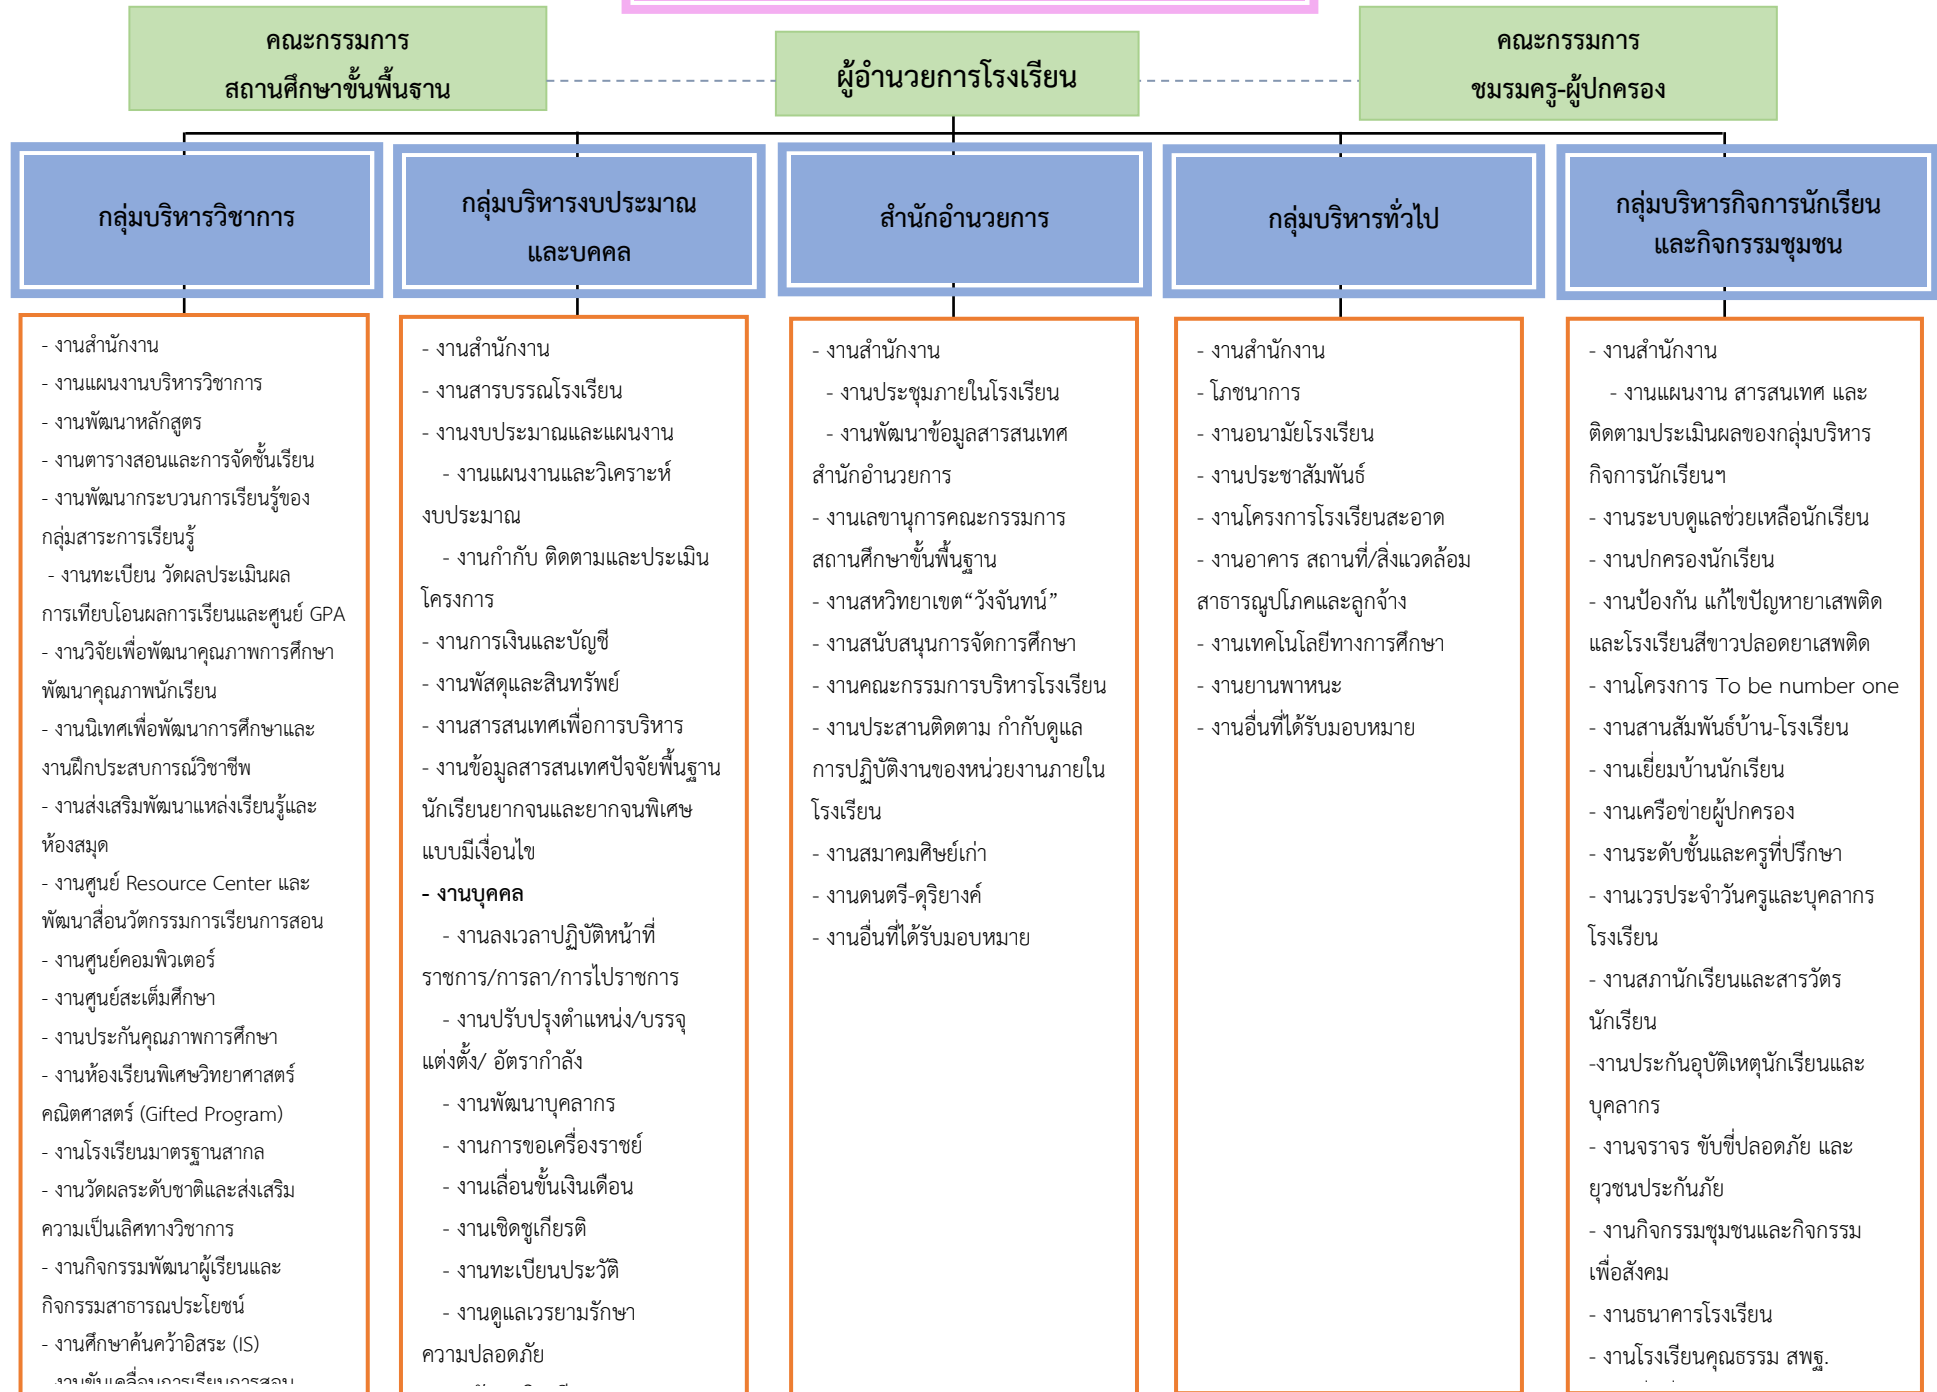 คณะกรรมการ
สถานศึกษาขั้นพื้นฐาน
ผู้อำนวยการโรงเรียน
คณะกรรมการ
ชมรมครู-ผู้ปกครอง
กลุ่มบริหารวิชาการ
กลุ่มบริหารงบประมาณ
และบคคล
สำนักอำนวยการ
กลุ่มบริหารทั่วไป
กลุ่มบริหารกิจการนักเรียน
และกิจกรรมชุมชน
- งานสำนักงาน
- งานแผนงานบริหารวิชาการ
- งานพัฒนาหลักสูตร
- งานตารางสอนและการจัดชั้นเรียน
- งานพัฒนากระบวนการเรียนรู้ของ
กลุ่มสาระการเรียนรู้
- งานทะเบียน วัดผลประเมินผล
การเทียบโอนผลการเรียนและศูนย์ GPA
- งานวิจัยเพื่อพัฒนาคุณภาพการศึกษา
พัฒนาคุณภาพนักเรียน
- งานนิเทศเพื่อพัฒนาการศึกษาและ
งานฝึกประสบการณ์วิชาชีพ
- งานส่งเสริมพัฒนาแหล่งเรียนรู้และ
ห้องสมุด
- งานศูนย์ Resource Center และ
พัฒนาสื่อนวัตกรรมการเรียนการสอน
- งานศูนย์คอมพิวเตอร์
- งานศูนย์สะเต็มศึกษา
- งานประกันคุณภาพการศึกษา
- งานห้องเรียนพิเศษวิทยาศาสตร์
คณิตศาสตร์ (Gifted Program)
- งานโรงเรียนมาตรฐานสากล
- งานวัดผลระดับชาติและส่งเสริม
ความเป็นเลิศทางวิชาการ
- งานกิจกรรมพัฒนาผู้เรียนและ
กิจกรรมสาธารณประโยชน์
- งานศึกษาค้นคว้าอิสระ (IS)
- งานขับเคลื่อนการเรียนการสอน
- งานสำนักงาน
- งานสารบรรณโรงเรียน
- งานงบประมาณและแผนงาน
- งานแผนงานและวิเคราะห์
งบประมาณ
- งานกำกับ ติดตามและประเมิน
โครงการ
- งานการเงินและบัญชี
- งานพัสดุและสินทรัพย์
- งานสารสนเทศเพื่อการบริหาร
- งานข้อมูลสารสนเทศปัจจัยพื้นฐาน
นักเรียนยากจนและยากจนพิเศษ
แบบมีเงื่อนไข
- งานบุคคล
- งานลงเวลาปฏิบัติหน้าที่
ราชการ/การลา/การไปราชการ
- งานปรับปรุงตำแหน่ง/บรรจุ
แต่งตั้ง/ อัตรากำลัง
- งานพัฒนาบุคลากร
- งานการขอเครื่องราชย์
- งานเลื่อนขั้นเงินเดือน
- งานเชิดชูเกียรติ
- งานทะเบียนประวัติ
- งานดูแลเวรยามรักษา
ความปลอดภัย
- งานสำนักงาน
- งานประชุมภายในโรงเรียน
- งานพัฒนาข้อมูลสารสนเทศ
สำนักอำนวยการ
- งานเลขานุการคณะกรรมการ
สถานศึกษาขั้นพื้นฐาน
- งานสหวิทยาเขต“วังจันทน์”
- งานสนับสนุนการจัดการศึกษา
- งานคณะกรรมการบริหารโรงเรียน
- งานประสานติดตาม กำกับดูแล
การปฏิบัติงานของหน่วยงานภายใน
โรงเรียน
- งานสมาคมศิษย์เก่า
- งานดนตรี-ดุริยางค์
- งานอื่นที่ได้รับมอบหมาย
- งานสำนักงาน
- โภชนาการ
- งานอนามัยโรงเรียน
- งานประชาสัมพันธ์
- งานโครงการโรงเรียนสะอาด
- งานอาคาร สถานที่/สิ่งแวดล้อม
สาธารณูปโภคและลูกจ้าง
- งานเทคโนโลยีทางการศึกษา
- งานยานพาหนะ
- งานอื่นที่ได้รับมอบหมาย
- งานสำนักงาน
- งานแผนงาน สารสนเทศ และ
ติดตามประเมินผลของกลุ่มบริหาร
กิจการนักเรียนฯ
- งานระบบดูแลช่วยเหลือนักเรียน
- งานปกครองนักเรียน
- งานป้องกัน แก้ไขปัญหายาเสพติด
และโรงเรียนสีขาวปลอดยาเสพติด
- งานโครงการ To be number one
- งานสานสัมพันธ์บ้าน-โรงเรียน
- งานเยี่ยมบ้านนักเรียน
- งานเครือข่ายผู้ปกครอง
- งานระดับชั้นและครูที่ปรึกษา
- งานเวรประจำวันครูและบุคลากร
โรงเรียน
- งานสภานักเรียนและสารวัตร
นักเรียน
-งานประกันอุบัติเหตุนักเรียนและ
บุคลากร
- งานจราจร ขับขี่ปลอดภัย และ
ยุวชนประกันภัย
- งานกิจกรรมชุมชนและกิจกรรม
เพื่อสังคม
- งานธนาคารโรงเรียน
- งานโรงเรียนคุณธรรม สพฐ.